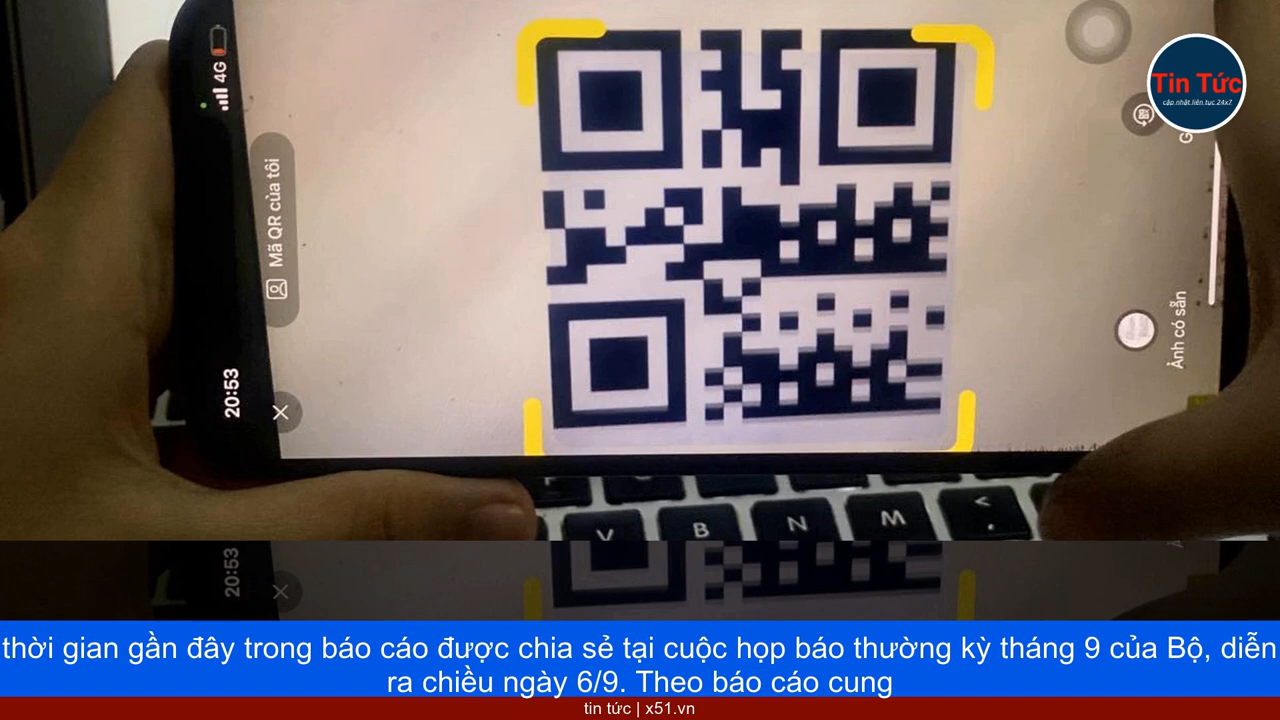 4G
20:53
Mã QR của tôi
Ảnh có sẵn
Tin Tức
cập nhật liên tục 24x7
V
B
N
M
<
,
20:53
thời gian gần đây trong báo cáo được chia sẻ tại cuộc họp báo thường kỳ tháng 9 của Bộ, diễn
ra chiều ngày 6/9. Theo báo cáo cung
tin tức | x51.vn